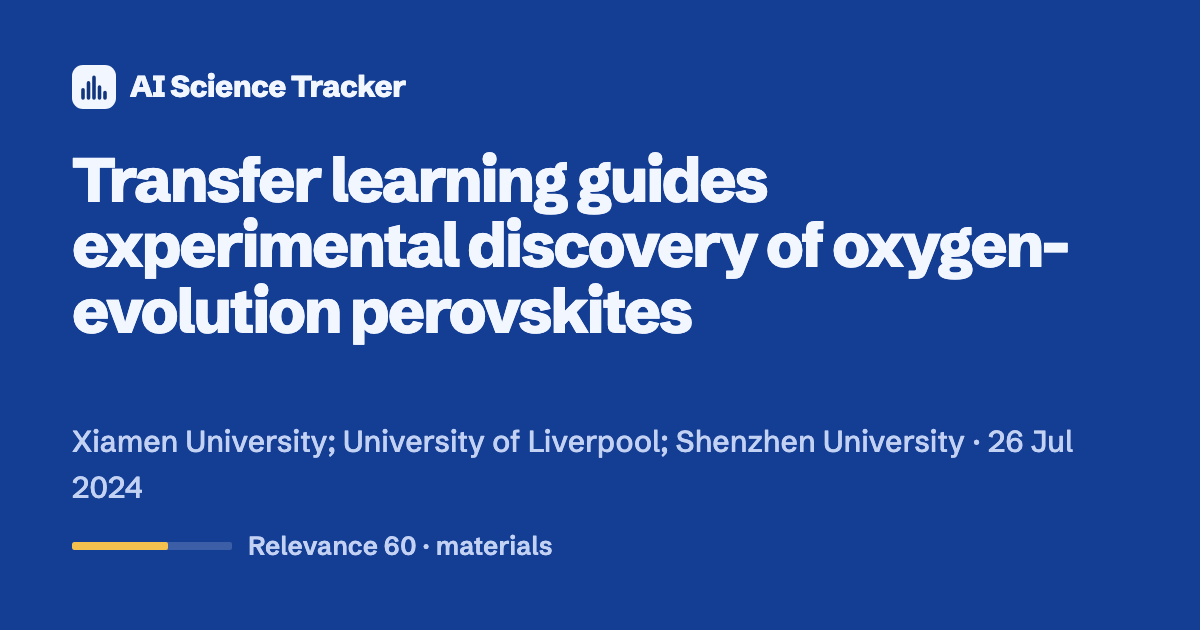 AI Science Tracker
Transfer learning guides
experimental discovery of oxygen-
evolution perovskites
Xiamen University; University of Liverpool; Shenzhen University · 26 Jul
2024
Relevance 60 · materials